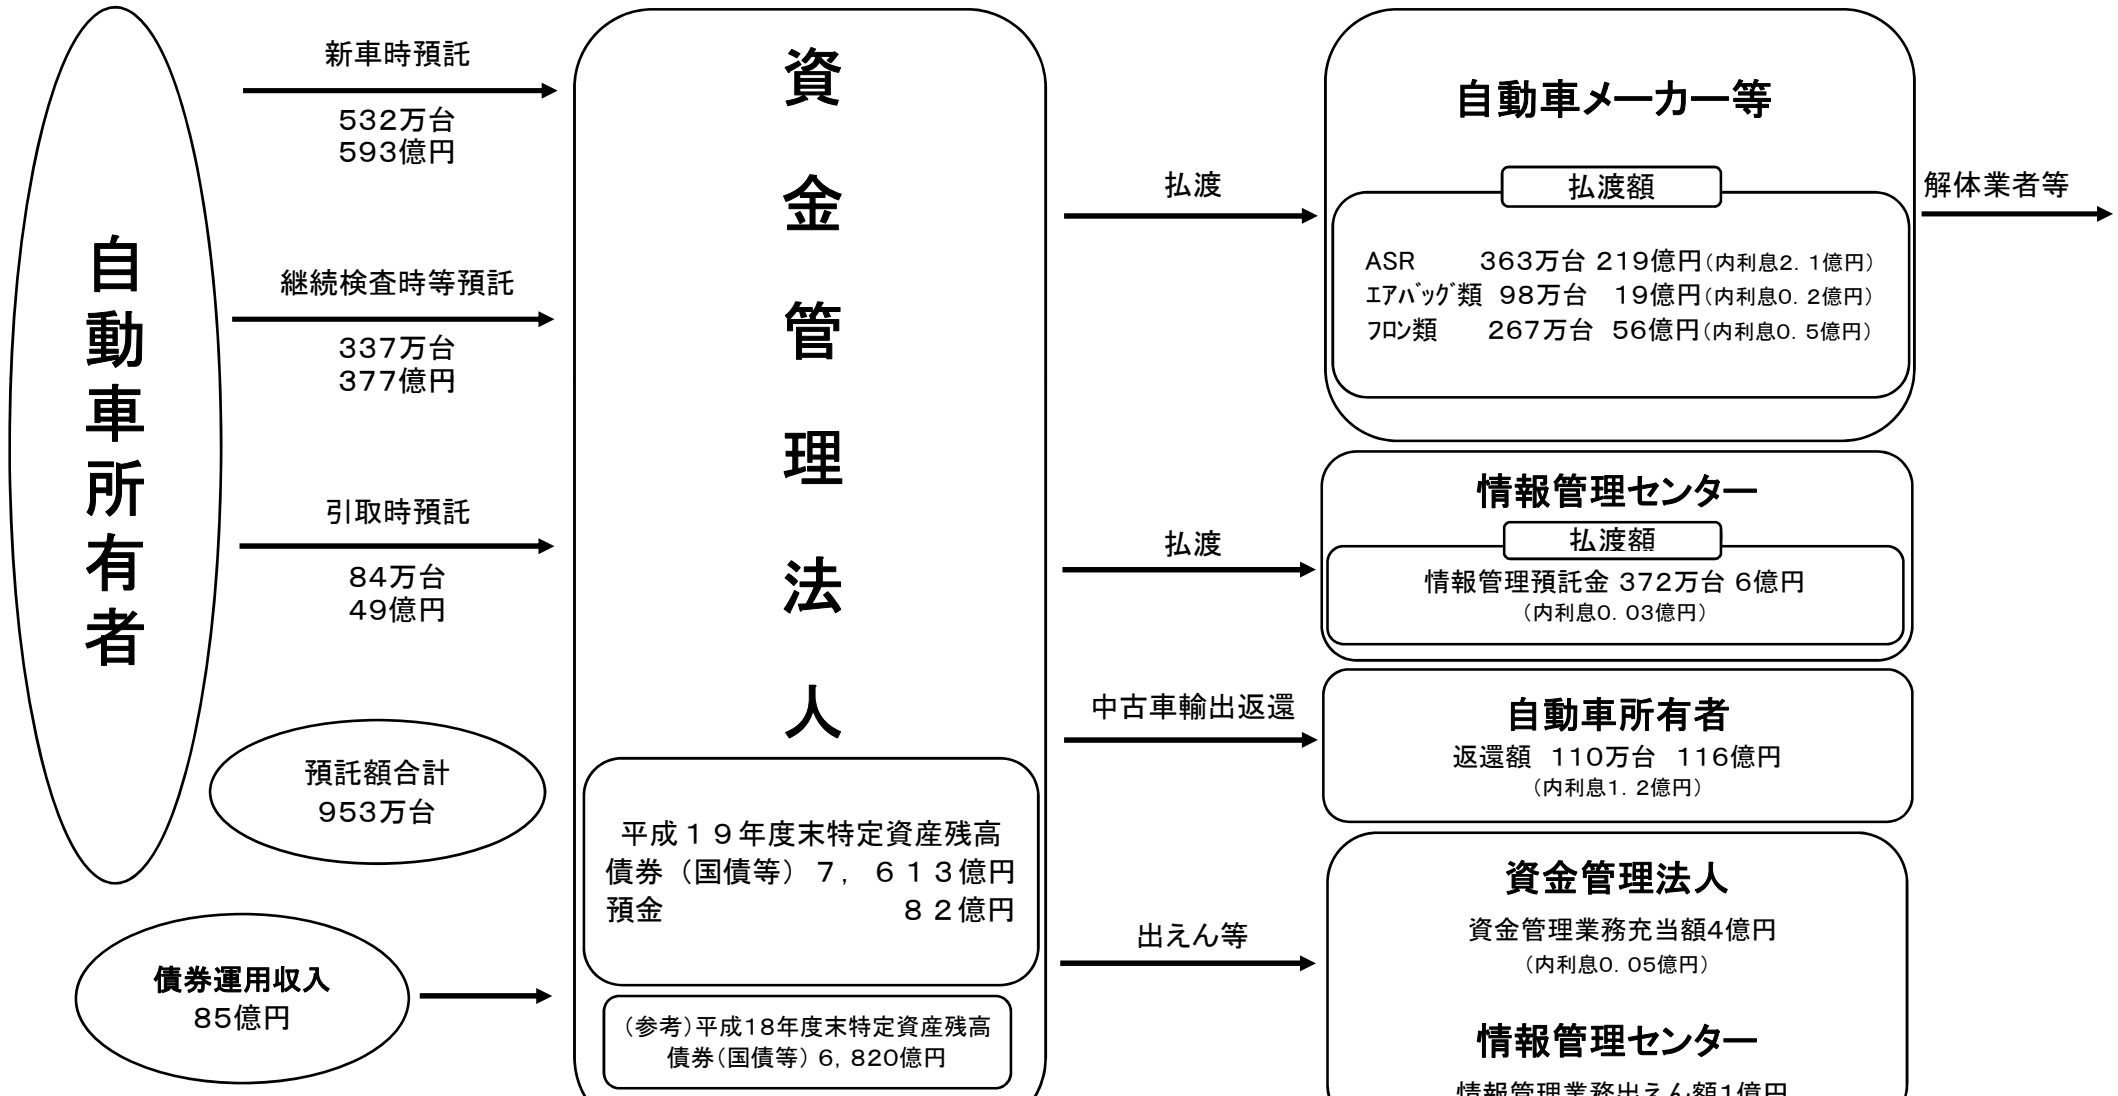 自動車所有者
新車時預託
532万台
593億円
継続検査時等預託
337万台
377億円
引取時預託
84万台
49億円
預託額合計
953万台
債券運用収入
85億円
資金管理法人
平成19年度末特定資産残高
債券(国債等)7,613億円
預金 82億円
(参考)平成18年度末特定資産残高
債券(国債等)6,820億円
払渡
自動車メーカー等
払渡額
ASR 363万台 219億円(内利息2.1億円)
エアバッグ類 98万台 19億円(内利息0.2億円)
フロン類 267万台 56億円(内利息0.5億円)
解体業者等
払渡
情報管理センター
払渡額
情報管理預託金 372万台 6億円
(内利息0.03億円)
中古車輸出返還
自動車所有者
返還額 110万台 116億円
(内利息1.2億円)
出えん等
資金管理法人
資金管理業務充当額4億円
(内利息0.05億円)
情報管理センター
情報管理業務出えん額1億円